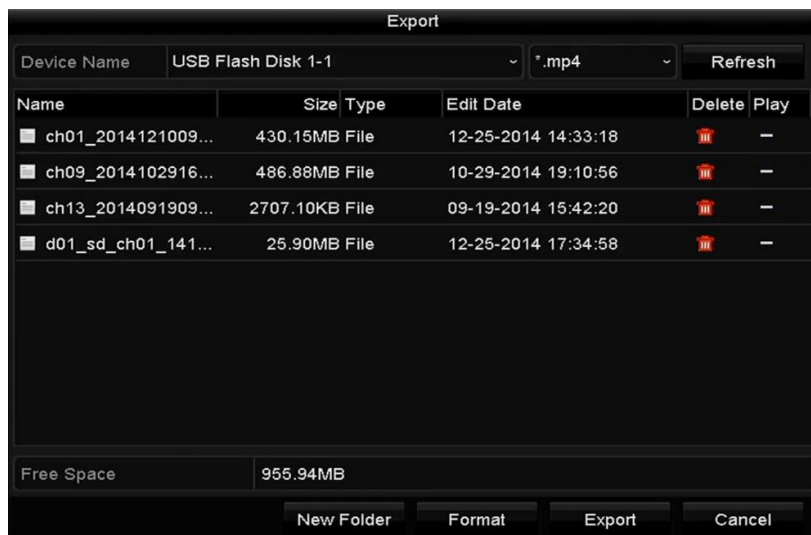 Export
Device Name USB Flash Disk 1-1 *.mp4 Refresh
Name Size Type Edit Date Delete Play
ch01_2014121009... 430.15MB File 12-25-2014 14:33:18
ch09_2014102916... 486.88MB File 10-29-2014 19:10:56
ch13_2014091909... 2707.10KB File 09-19-2014 15:42:20
d01_sd_ch01_141... 25.90MB File 12-25-2014 17:34:58
Free Space 955.94MB
New Folder Format Export Cancel